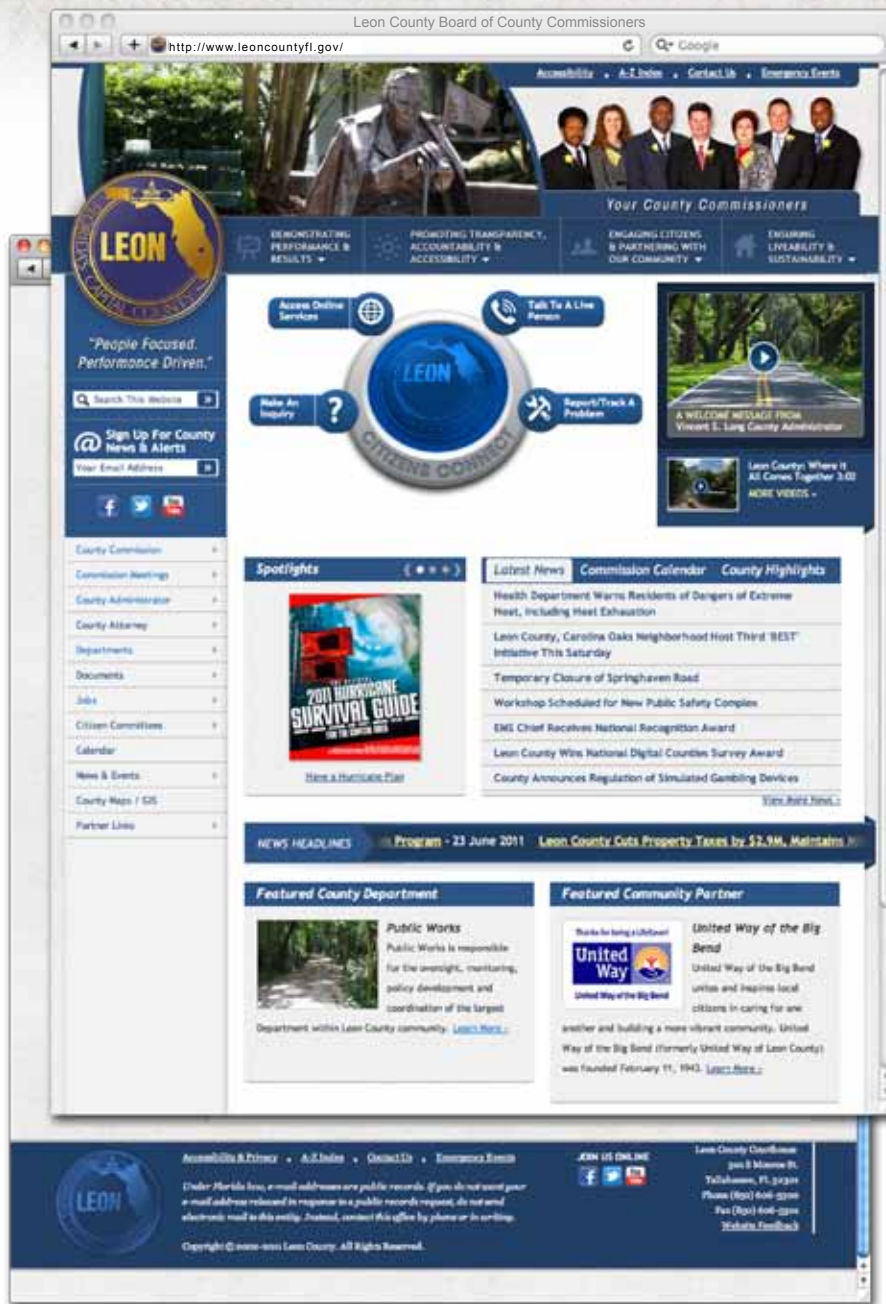 Leon County Board of County Commissioners
http://www.leoncountyfl.gov/
Google
Accessibility • A-Z Index • Contact Us • Emergency Events
Your County Commissioners
LEON
DEMONSTRATING
PERFORMANCE &
RESULTS
PROMOTING TRANSPARENCY,
ACCOUNTABILITY &
ACCESSIBILITY
ENGAGING CITIZENS
& PARTNERING WITH
OUR COMMUNITY
ENSURING
LIVEABILITY &
SUSTAINABILITY
"People Focused.
Performance Driven."
Search This Website
@ Sign Up For County
News & Alerts
Your Email Address
County Commission
Commission Meetings
County Administrator
County Attorney
Departments
Documents
Jobs
Citizen Committees
Calendar
News & Events
County Maps / GIS
Partner Links
Access Online
Services
Talk To A Live
Person
Make An
Inquiry
?
Report/Track A
Problem
LEON
CITIZENS CONNECT
A WELCOME MESSAGE FROM
Vincent S. Long County Administrator
Leon County: Where It
All Comes Together 3:02
MORE VIDEOS »
Spotlights
2011 HURRICANE
SURVIVAL GUIDE
Have a Hurricane Plan
Latest News Commission Calendar County Highlights
Health Department Warns Residents of Dangers of Extreme
Heat, Including Heat Exhaustion
Leon County, Carolina Oaks Neighborhood Host Third 'BEST'
Initiative This Saturday
Temporary Closure of Springhaven Road
Workshop Scheduled for New Public Safety Complex
EMS Chief Receives National Recognition Award
Leon County Wins National Digital Counties Survey Award
County Announces Regulation of Simulated Gambling Devices
View More News »
NEWS HEADLINES
Program - 23 June 2011 Leon County Cuts Property Taxes by $2.9M, Maintains
Featured County Department
Public Works
Public Works is responsible
for the oversight, monitoring,
policy development and
coordination of the largest
Department within Leon County community. Learn More »
Featured Community Partner
Thanks for being a LifeSaver!
United
Way
United Way of the Big Bend
United Way of the Big
Bend
United Way of the Big Bend
unites and inspires local
citizens in caring for one
another and building a more vibrant community. United
Way of the Big Bend (formerly United Way of Leon County)
was founded February 11, 1943. Learn More »
LEON
Accessibility & Privacy • A-Z Index • Contact Us • Emergency Events
Under Florida law, e-mail addresses are public records. If you do not want your
e-mail address released in response to a public records request, do not send
electronic mail to this entity. Instead, contact this office by phone or in writing.
Copyright © 2000-2011 Leon County. All Rights Reserved.
JOIN US ONLINE
Leon County Courthouse
301 S Monroe St.
Tallahassee, FL 32301
Phone (850) 606-5300
Fax (850) 606-5301
Website Feedback